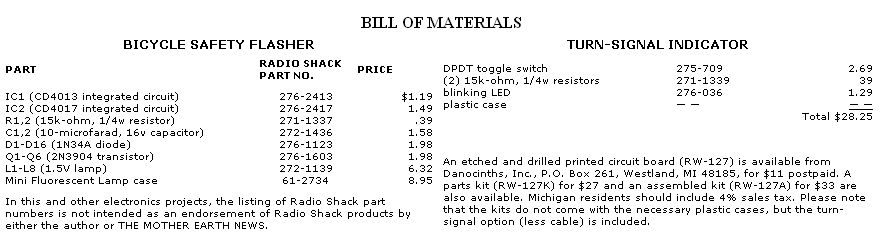 BILL OF MATERIALS
BICYCLE SAFETY FLASHER
PART RADIO SHACK PART NO. PRICE
IC1 (CD4013 integrated circuit) 276-2413 $1.19
IC2 (CD4017 integrated circuit) 276-2417 1.49
R1,2 (15k-ohm, 1/4w resistor) 271-1337 .39
C1,2 (10-microfarad, 16v capacitor) 272-1436 1.58
D1-D16 (1N34A diode) 276-1123 1.98
Q1-Q6 (2N3904 transistor) 276-1603 1.98
L1-L8 (1.5V lamp) 272-1139 6.32
Mini Fluorescent Lamp case 61-2734 8.95
In this and other electronics projects, the listing of Radio Shack part
numbers is not intended as an endorsement of Radio Shack products by
either the author or THE MOTHER EARTH NEWS.
TURN-SIGNAL INDICATOR
DPDT toggle switch 275-709 2.69
(2) 15k-ohm, 1/4w resistors 271-1339 39
blinking LED 276-036 1.29
plastic case — — — —
Total $28.25
An etched and drilled printed circuit board (RW-127) is available from
Danocinths, Inc., P.O. Box 261, Westland, MI 48185, for $11 postpaid. A
parts kit (RW-127K) for $27 and an assembled kit (RW-127A) for $33 are
also available. Michigan residents should include 4% sales tax. Please note
that the kits do not come with the necessary plastic cases, but the turn-
signal option (less cable) is included.